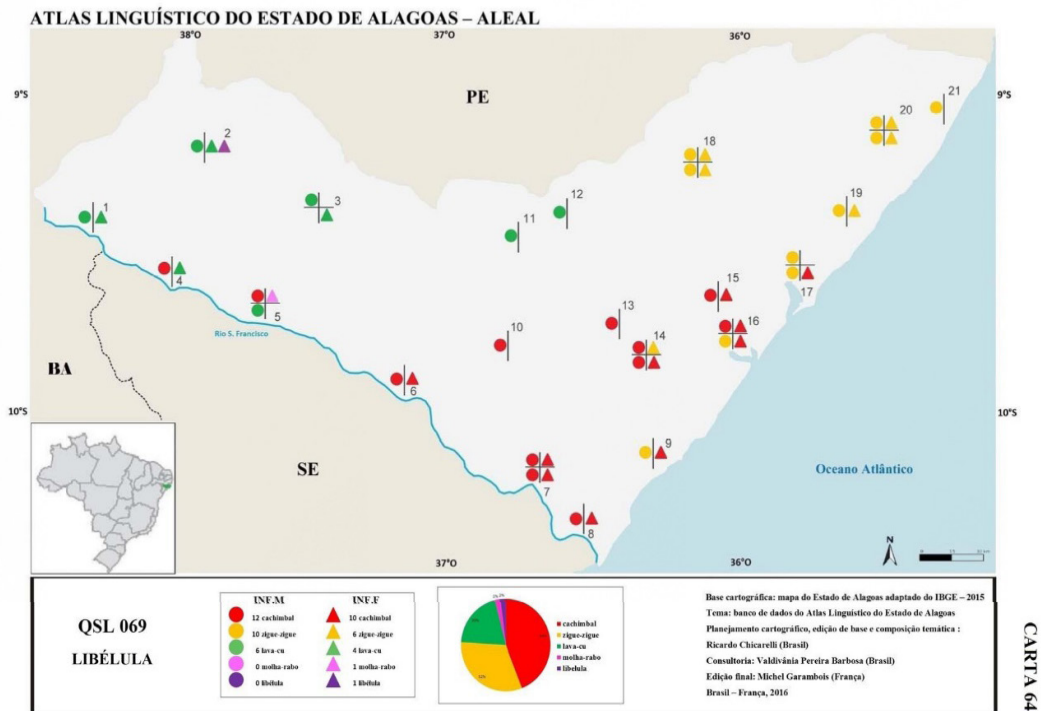 ATLAS LINGUÍSTICO DO ESTADO DE ALAGOAS – ALEAL
38°O
37°O
36°O
9°S
9°S
PE
21
20
2
18
12
3
11
19
1
4
15
17
5
13
16
Rio S. Francisco
10
14
BA
6
10°S
10°S
9
SE
Oceano Atlântico
7
8
N
37°O
36°O
QSL 069
LIBÉLULA
INF.M
INF.F
12 cachimbal
10 cachimbal
10 zigue-zigue
6 zigue-zigue
6 lava-cu
4 lava-cu
0 molha-rabo
1 molha-rabo
0 libélula
1 libélula
cachimbal
zigue-zigue
lava-cu
molha-rabo
libélula
Base cartográfica: mapa do Estado de Alagoas adaptado do IBGE – 2015
Tema: banco de dados do Atlas Linguístico do Estado de Alagoas
Planejamento cartográfico, edição de base e composição temática :
Ricardo Chicarelli (Brasil)
Consultoria: Valdivânia Pereira Barbosa (Brasil)
Edição final: Michel Garambois (França)
Brasil – França, 2016
CARTA 64